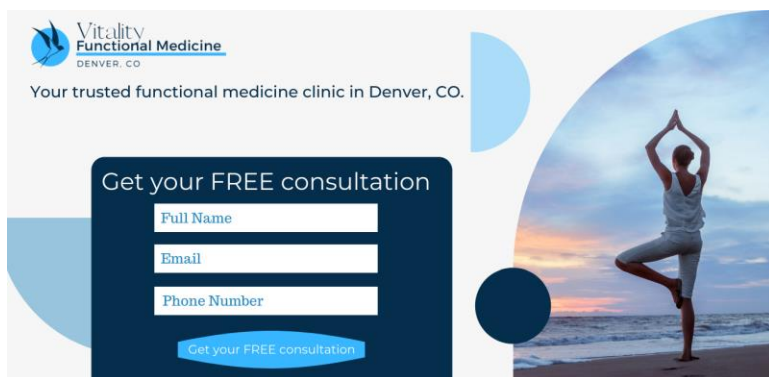 Vitality
Functional Medicine
DENVER, CO
Your trusted functional medicine clinic in Denver, CO.
Get your FREE consultation
Full Name
Email
Phone Number
Get your FREE consultation